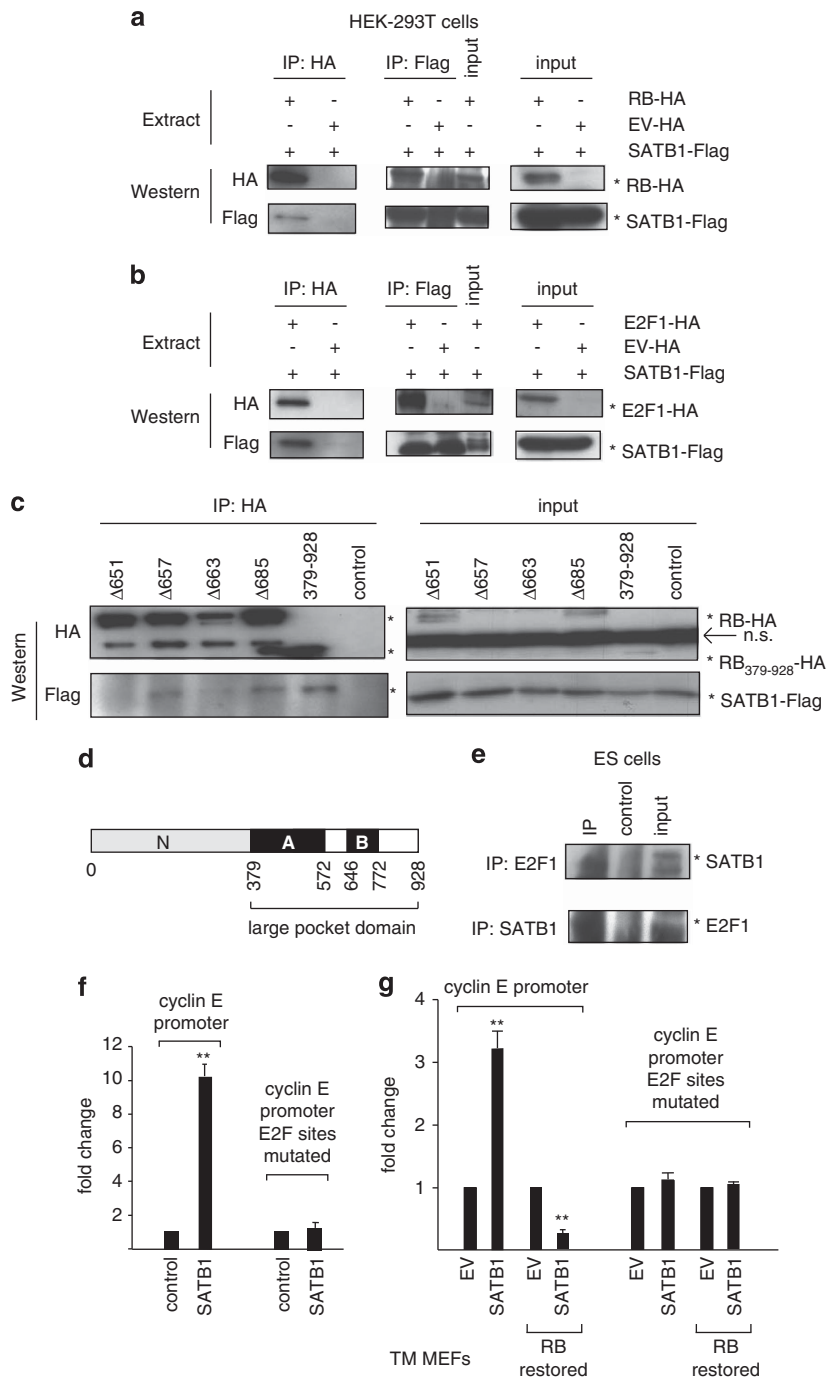 a
HEK-293T cells
IP: HA
IP: Flag
input
input
Extract
+ - + - + + - RB-HA
- + - + - - + EV-HA
+ + + + + + + SATB1-Flag
Western
HA
* RB-HA
Flag
* SATB1-Flag
b
IP: HA
IP: Flag
input
input
Extract
+ - + - + + - E2F1-HA
- + - + - - + EV-HA
+ + + + + + + SATB1-Flag
Western
HA
* E2F1-HA
Flag
* SATB1-Flag
c
IP: HA
input
Δ651
Δ657
Δ663
Δ685
379-928
control
Δ651
Δ657
Δ663
Δ685
379-928
control
Western
HA
*
*
* RB-HA
n.s.
* RB379-928-HA
Flag
*
* SATB1-Flag
d
N
A
B
0
379
572
646
772
928
large pocket domain
e
ES cells
IP
control
input
IP: E2F1
* SATB1
IP: SATB1
* E2F1
f
cyclin E
promoter
**
cyclin E
promoter
E2F sites
mutated
fold change
12
10
8
6
4
2
control
SATB1
control
SATB1
g
cyclin E promoter
**
**
cyclin E
promoter
E2F sites
mutated
fold change
4
3
2
1
EV
SATB1
EV
SATB1
EV
SATB1
EV
SATB1
TM MEFs
RB
restored
RB
restored